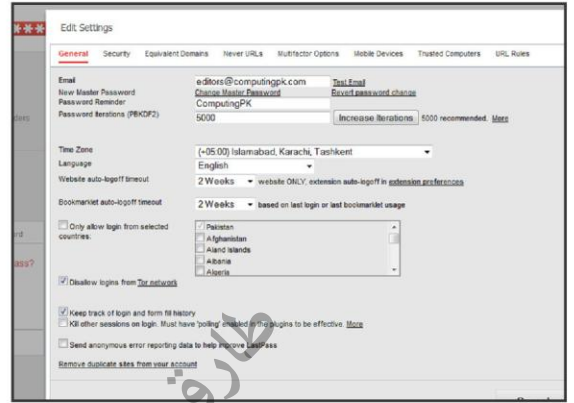 ***
Edit Settings
General Security Equivalent Domains Never URLs Multifactor Options Mobile Devices Trusted Computers URL Rules
Email editors@computingpk.com Test Email
New Master Password Change Master Password Revert password change
Password Reminder ComputingPK
Password Iterations (PBKDF2) 5000 Increase Iterations 5000 recommended. More
Time Zone (+05:00) Islamabad, Karachi, Tashkent
Language English
Website auto-logoff timeout 2 Weeks website ONLY, extension auto-logoff in extension preferences
Bookmarklet auto-logoff timeout 2 Weeks based on last login or last bookmarklet usage
Only allow login from selected countries: Pakistan
Afghanistan
Aland Islands
Albania
Algeria
ass?
Disallow logins from Tor network
Keep track of login and form fill history
Kill other sessions on login. Must have 'polling' enabled in the plugins to be effective. More
Send anonymous error reporting data to help improve LastPass
Remove duplicate sites from your account
طارق